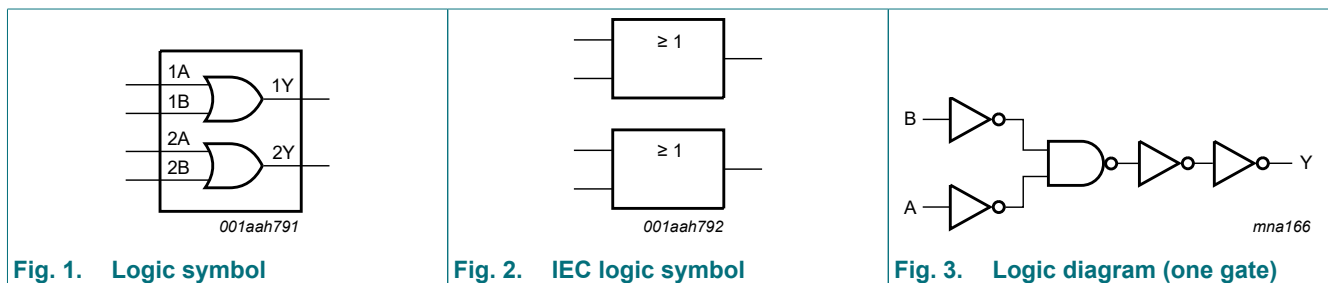 1A
1B
1Y
2A
2B
2Y
001aah791
Fig. 1. Logic symbol
≥ 1
≥ 1
001aah792
Fig. 2. IEC logic symbol
B
A
Y
mna166
Fig. 3. Logic diagram (one gate)